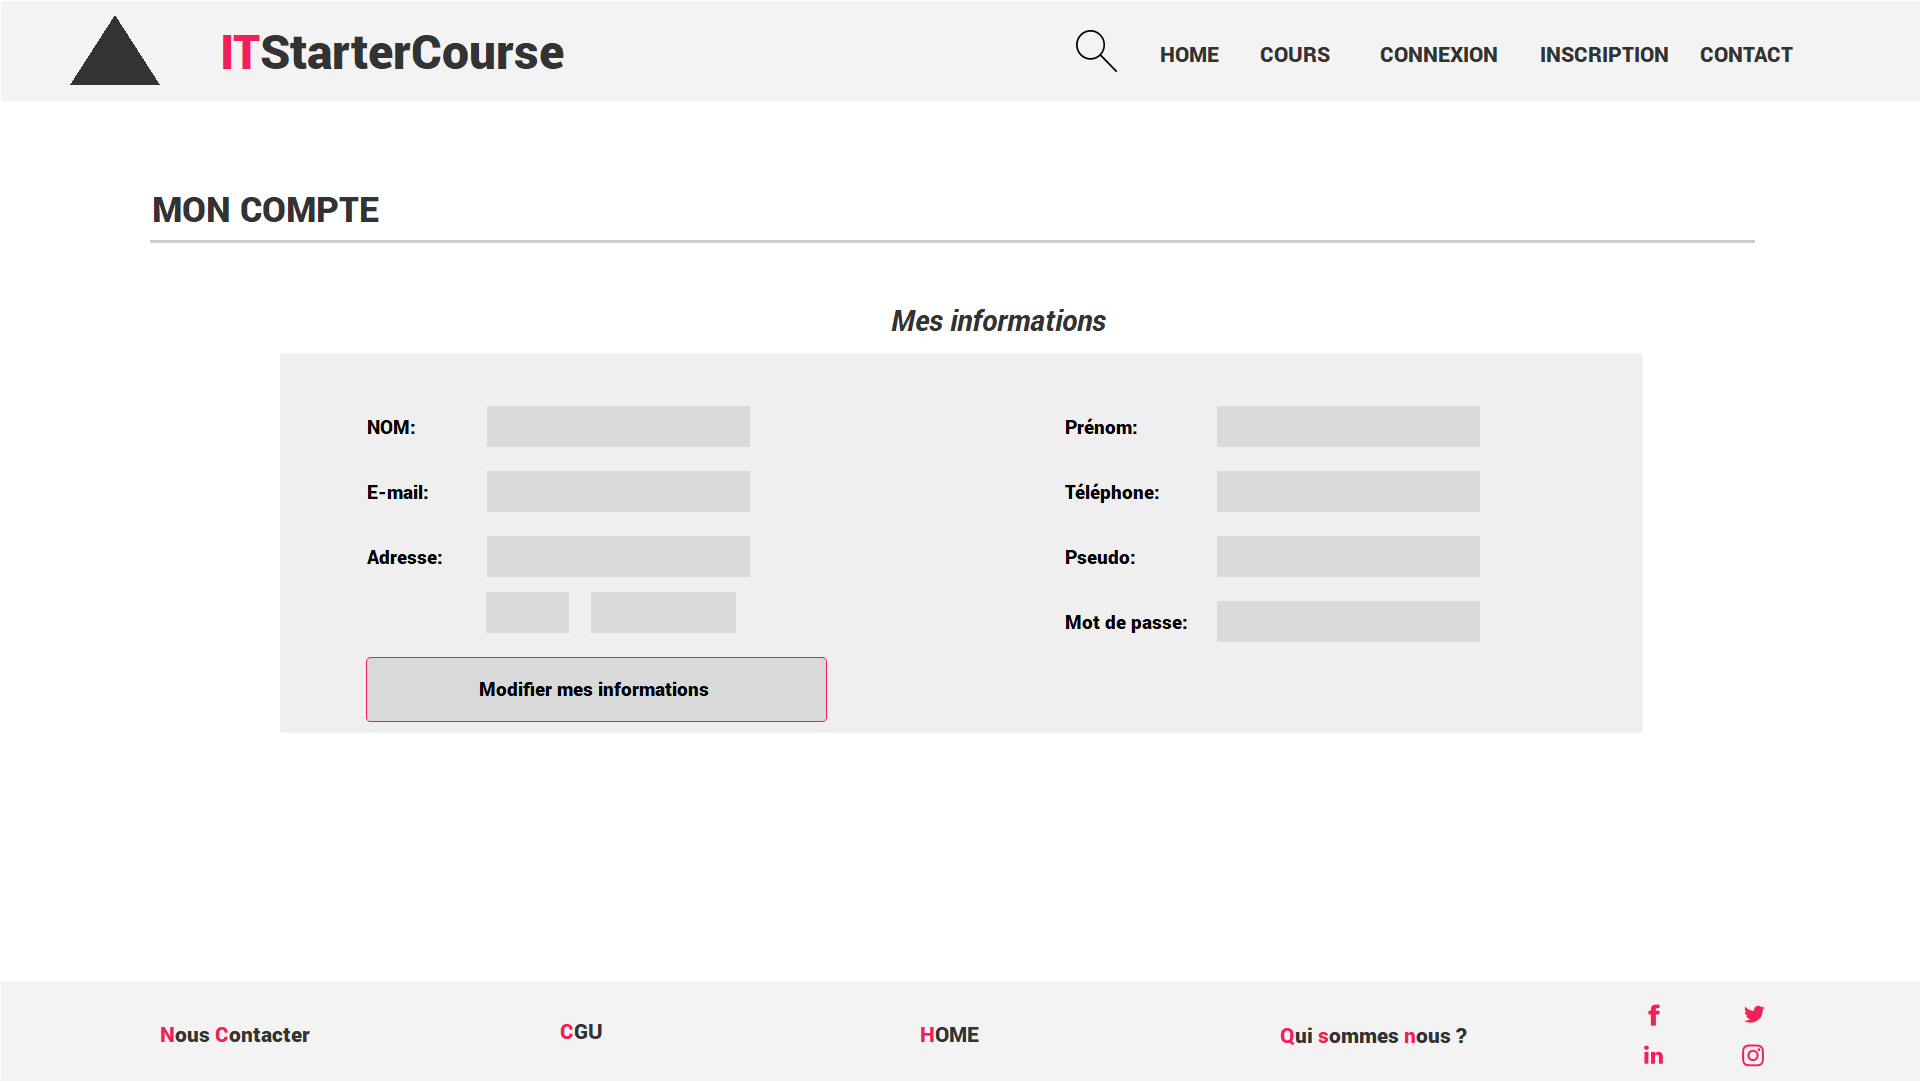 ITStarterCourse
HOME
COURS
CONNEXION
INSCRIPTION
CONTACT
MON COMPTE
Mes informations
NOM:
Prénom:
E-mail:
Téléphone:
Adresse:
Pseudo:
Mot de passe:
Modifier mes informations
Nous Contacter
CGU
HOME
Qui sommes nous ?